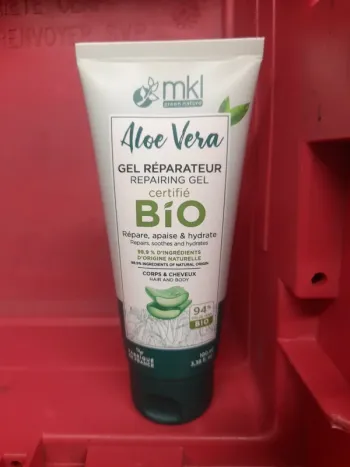 mkl
green nature
Aloe Vera
GEL RÉPARATEUR
REPAIRING GEL
certifié
BiO
Répare, apaise & hydrate
Repairs, soothes and hydrates
98,9 % D'INGRÉDIENTS
D'ORIGINE NATURELLE
CORPS & CHEVEUX
HAIR AND BODY
94%
BIO